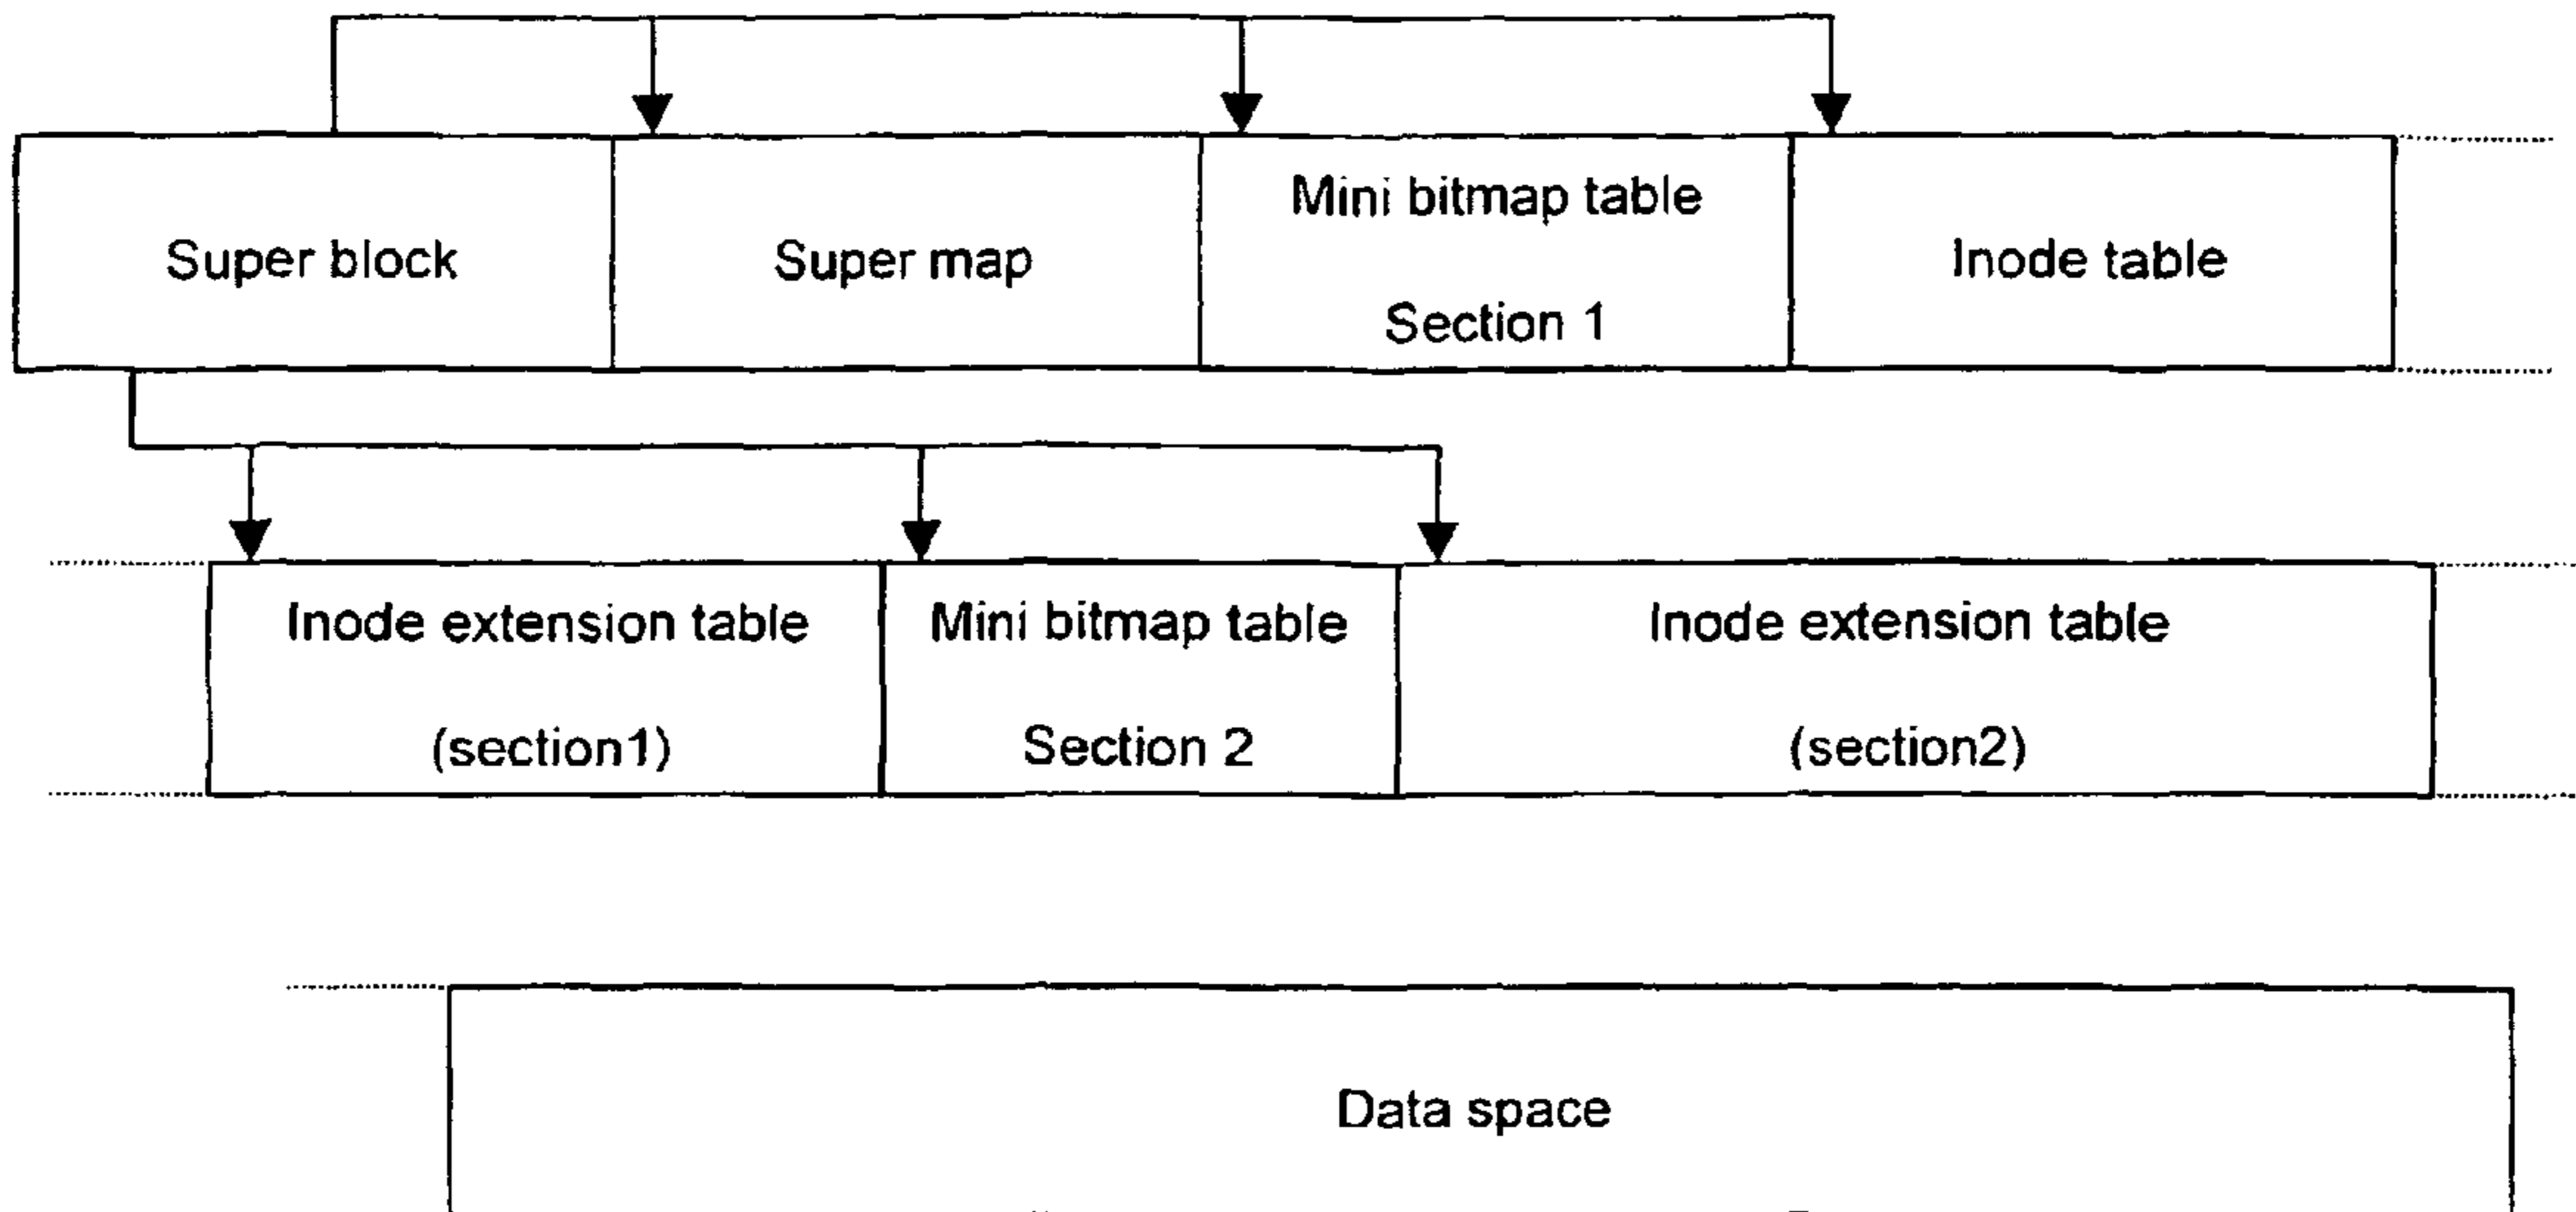 Super block
Super map
Mini bitmap table
Section 1
Inode table
Inode extension table
(section1)
Mini bitmap table
Section 2
Inode extension table
(section2)
Data space